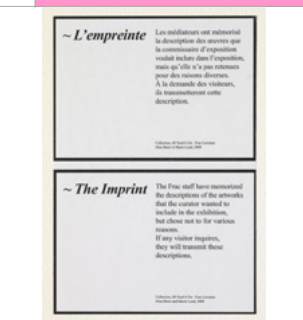 ~ L'empreinte
Les médiateurs ont mémorisé
la description des œuvres que
la commissaire d'exposition
voulait inclure dans l'exposition,
mais qu'elle n'a pas retenues
pour des raisons diverses.
À la demande des visiteurs,
ils transmettront cette
description.
~ The Imprint
The Frac staff have memorized
the descriptions of the artworks
that the curator wanted to
include in the exhibition,
but chose not to for various
reasons.
If any visitor inquires,
they will transmit these
descriptions.